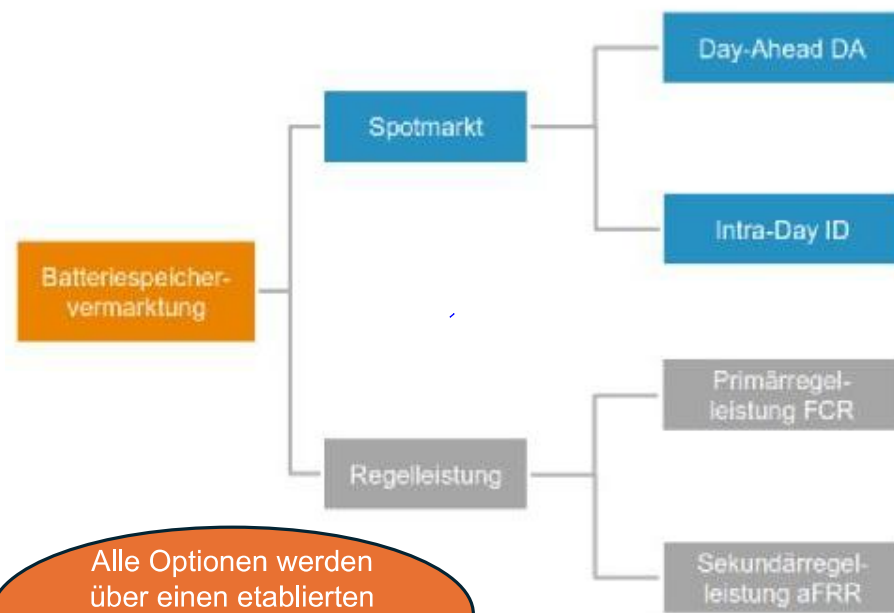 Day-Ahead DA
Spotmarkt
Intra-Day ID
Batteriespeicher-
vermarktung
Primärregel-
leistung FCR
Regelleistung
Sekundärregel-
leistung aFRR
Alle Optionen werden
über einen etablierten